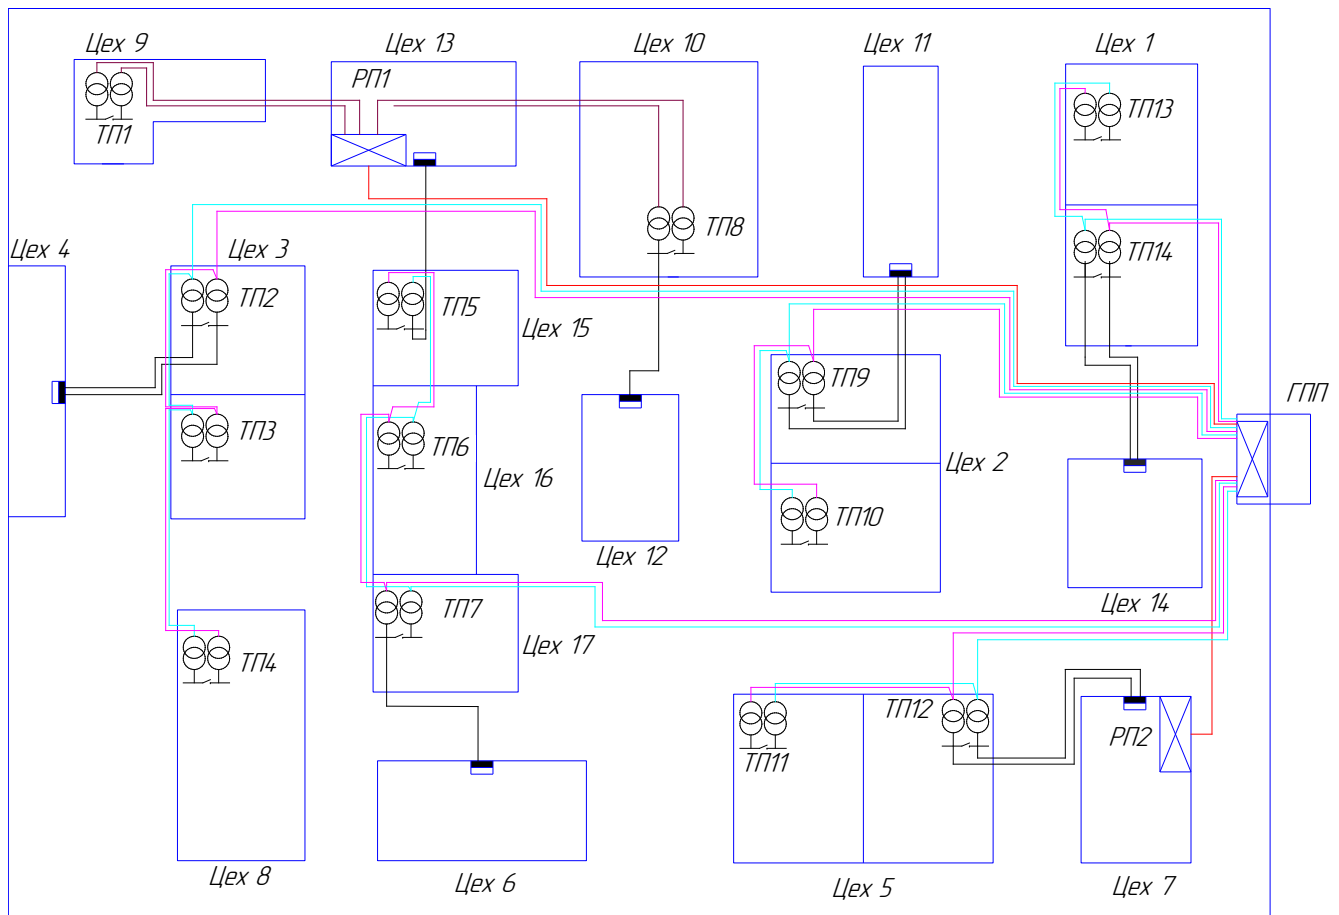 Цех 9
Цех 13
Цех 10
Цех 11
Цех 1
РП1
ТП1
ТП13
ТП8
ТП14
Цех 4
Цех 3
ТП2
ТП5
Цех 15
ТП9
ГПП
ТП3
ТП6
Цех 16
Цех 2
ТП10
Цех 12
Цех 14
ТП7
Цех 17
ТП4
ТП12
РП2
ТП11
Цех 8
Цех 6
Цех 5
Цех 7